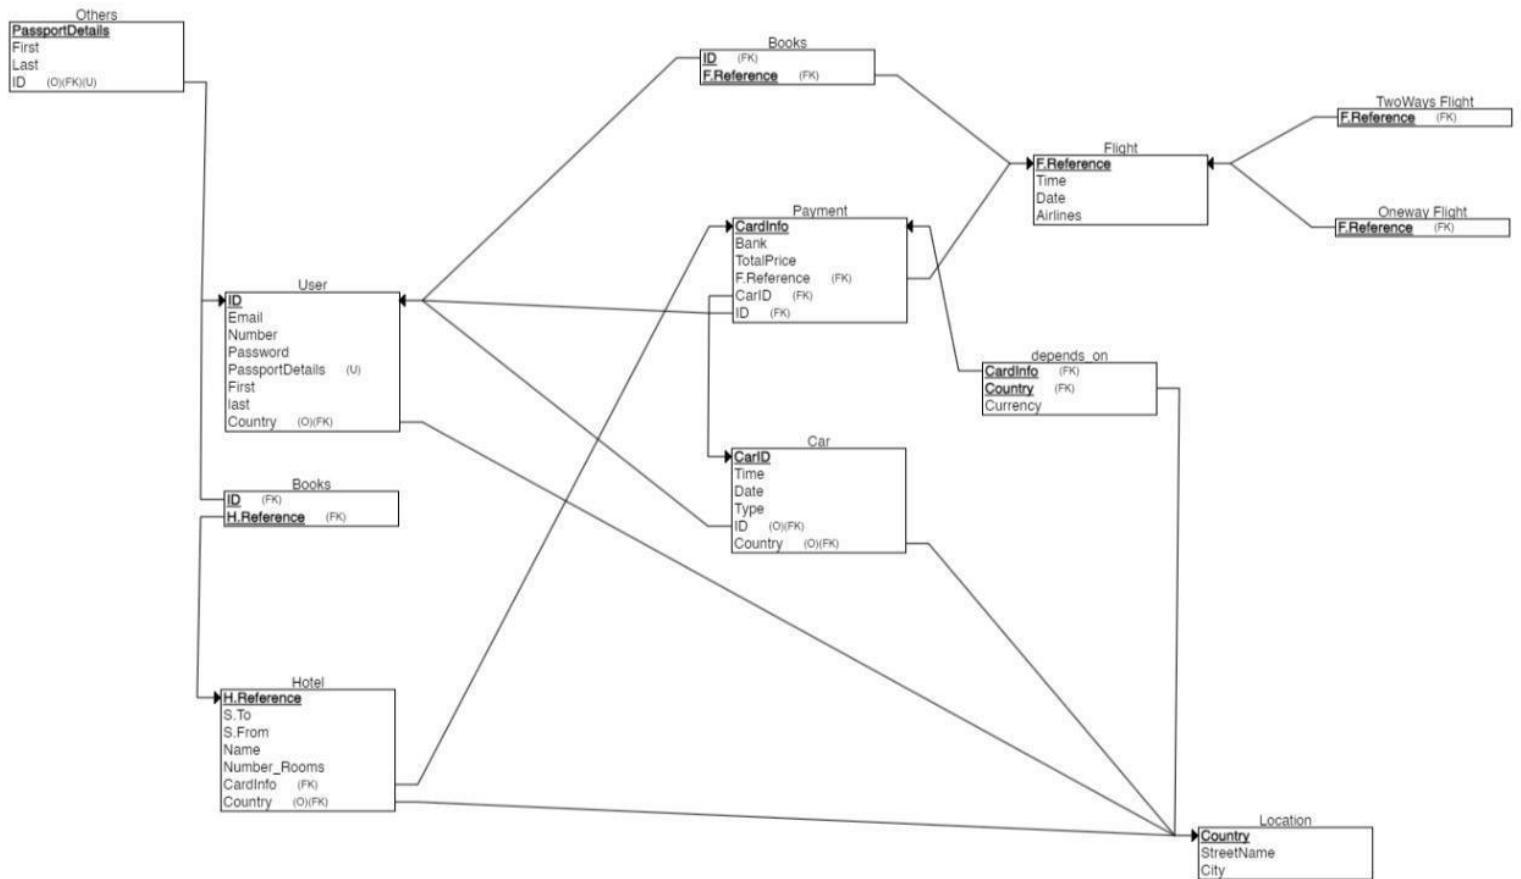 Others
PassportDetails
First
Last
ID (O)(FK)(U)
Books
ID (FK)
F.Reference (FK)
TwoWays Flight
F.Reference (FK)
Flight
F.Reference
Time
Date
Airlines
Oneway Flight
F.Reference (FK)
Payment
CardInfo
Bank
TotalPrice
F.Reference (FK)
CarID (FK)
ID (FK)
User
ID
Email
Number
Password
PassportDetails (U)
First
last
Country (O)(FK)
depends_on
CardInfo (FK)
Country (FK)
Currency
Car
CarID
Time
Date
Type
ID (O)(FK)
Country (O)(FK)
Books
ID (FK)
H.Reference (FK)
Hotel
H.Reference
S.To
S.From
Name
Number_Rooms
CardInfo (FK)
Country (O)(FK)
Location
Country
StreetName
City